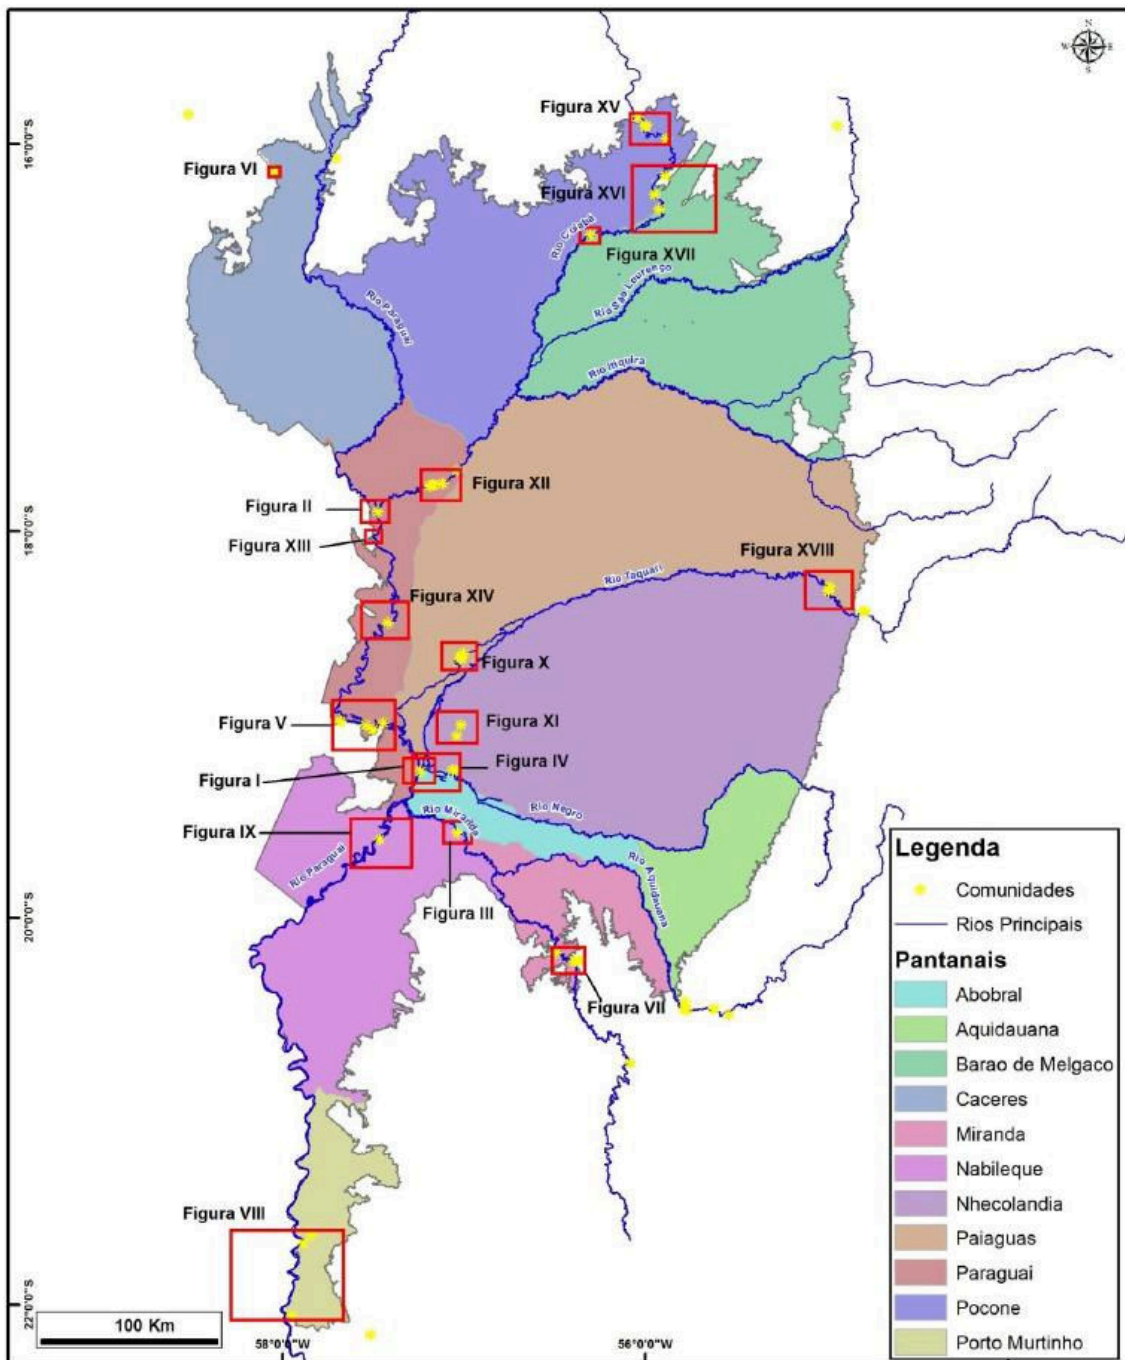 N
W E
S
Figura XV
16°0'0"S
Figura VI
Figura XVI
Rio Cuiabá
Figura XVII
Rio São Lourenço
Rio Paraguai
Rio Itiquira
Figura XII
Figura II
18°0'0"S
Figura XIII
Figura XVIII
Rio Taquari
Figura XIV
Figura X
Figura V
Figura XI
Figura IV
Figura I
Rio Negro
Rio Miranda
Figura IX
Rio Paraguai
Rio Aquidauana
Figura III
20°0'0"S
Figura VII
Figura VIII
22°0'0"S
100 Km
58°0'0"W
56°0'0"W
Legenda
Comunidades
Rios Principais
Pantanais
Abobral
Aquidauana
Barao de Melgaco
Caceres
Miranda
Nabileque
Nhecolandia
Paiaguas
Paraguai
Pocone
Porto Murtinho